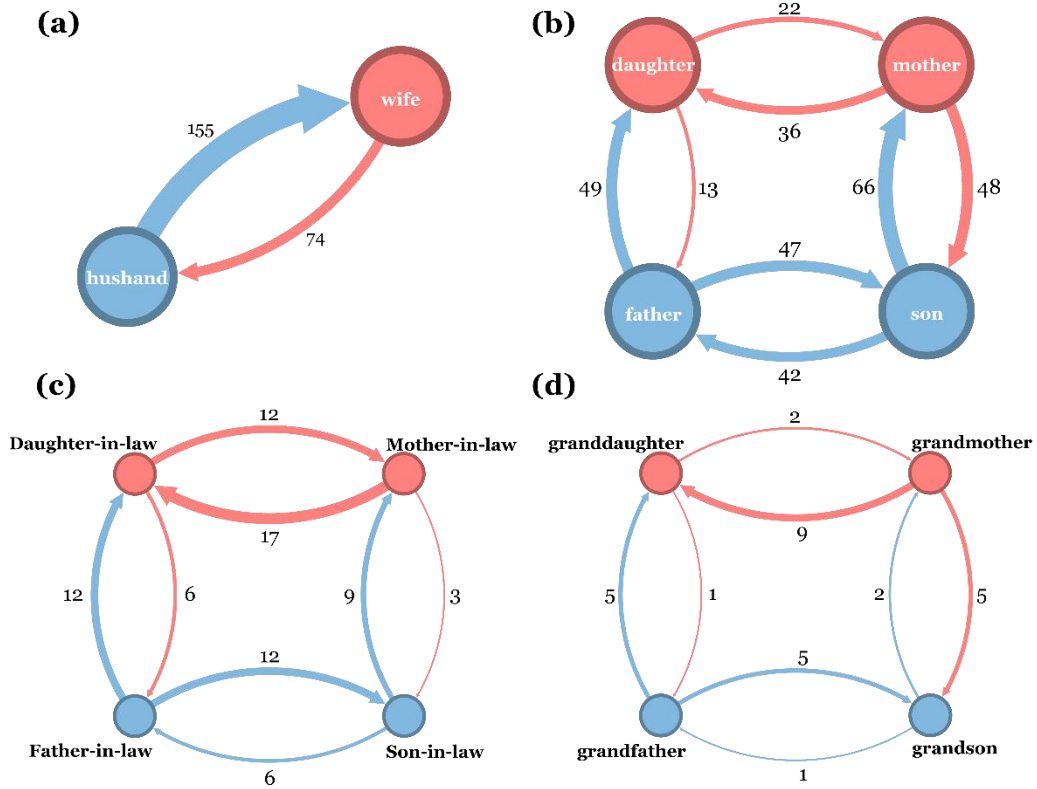 (a)
wife
155
74
hushand
(b)
22
daughter
mother
36
49
13
66
48
47
father
son
42
(c)
12
Daughter-in-law
Mother-in-law
17
12
6
9
3
12
Father-in-law
Son-in-law
6
(d)
2
granddaughter
grandmother
9
5
1
2
5
5
grandfather
grandson
1